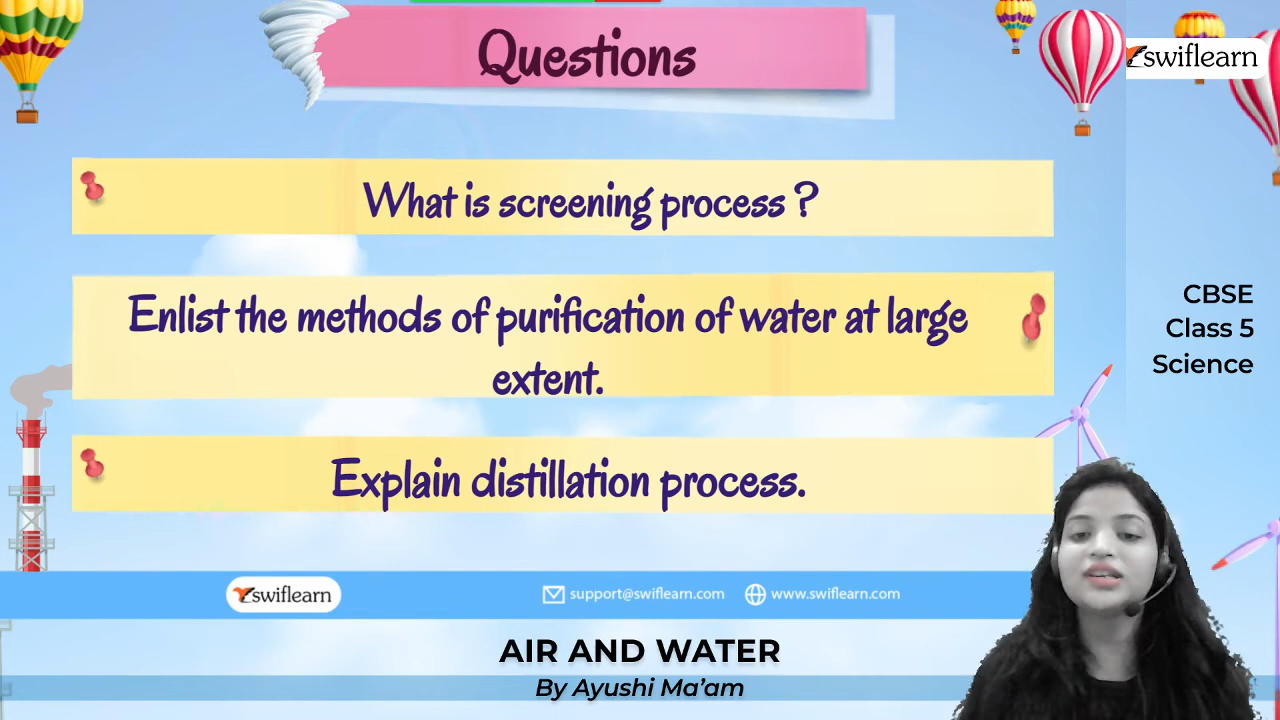 Questions
swiflearn
What is screening process ?
Enlist the methods of purification of water at large
extent.
CBSE
Class 5
Science
Explain distillation process.
swiflearn
support@swiflearn.com
www.swiflearn.com
AIR AND WATER
By Ayushi Ma'am